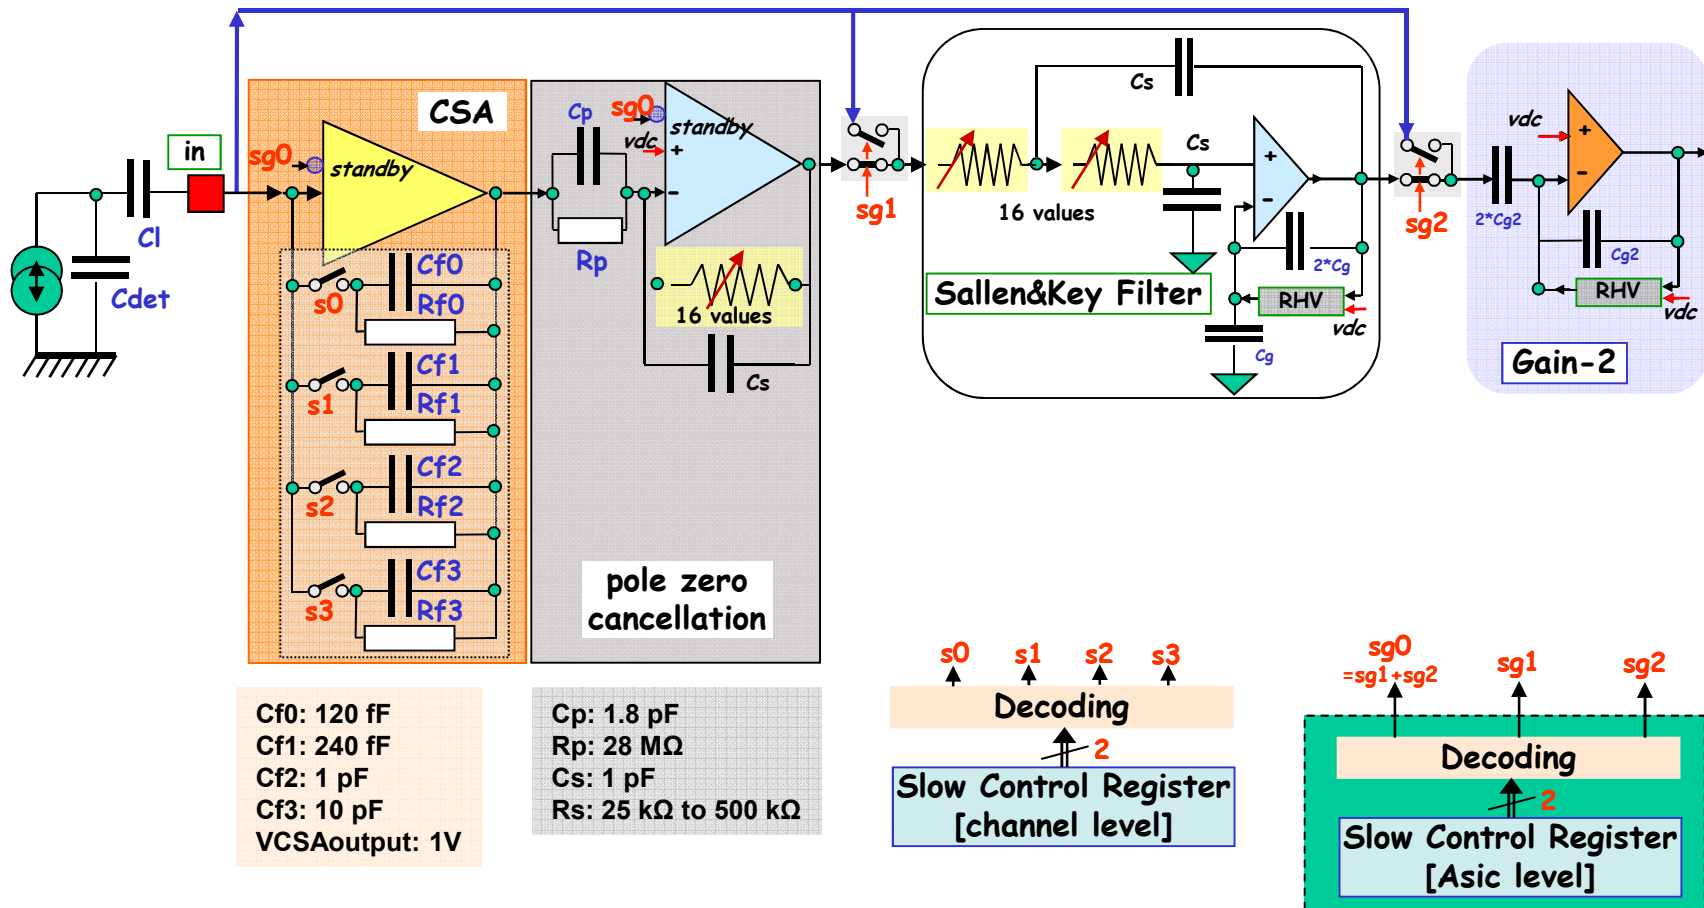 CSA
in
sg0
standby
Cl
Cdet
s0
Cf0
Rf0
s1
Cf1
Rf1
s2
Cf2
Rf2
s3
Cf3
Rf3
Cp
sg0
standby
vdc
+
-
Rp
16 values
Cs
pole zero
cancellation
sg1
Cs
Cs
16 values
+
-
2*Cg
Sallen&Key Filter
RHV
vdc
Cg
sg2
2*Cg2
vdc
+
-
Cg2
RHV
vdc
Gain-2
Cf0: 120 fF
Cf1: 240 fF
Cf2: 1 pF
Cf3: 10 pF
VCSAoutput: 1V
Cp: 1.8 pF
Rp: 28 MΩ
Cs: 1 pF
Rs: 25 kΩ to 500 kΩ
s0 s1 s2 s3
Decoding
2
Slow Control Register
[channel level]
sg0 sg1 sg2
=sg1+sg2
Decoding
2
Slow Control Register
[Asic level]